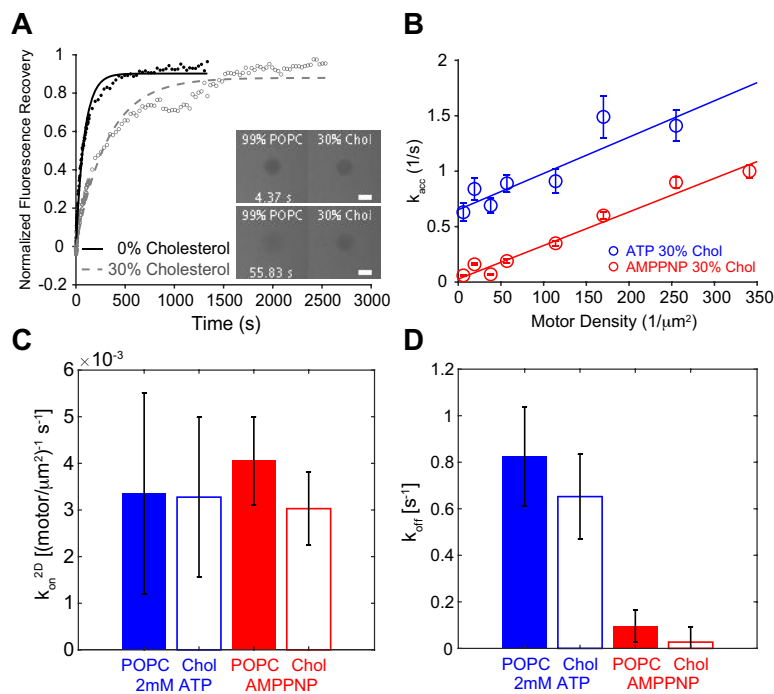 A
Normalized Fluorescence Recovery
1
0.8
0.6
0.4
0.2
0
-0.2
0 500 1000 1500 2000 2500 3000
Time (s)
0% Cholesterol
30% Cholesterol
99% POPC 30% Chol
4.37 s
99% POPC 30% Chol
55.83 s
B
k_acc (1/s)
2
1.5
1
0.5
0
0 50 100 150 200 250 300 350
Motor Density (1/μm²)
ATP 30% Chol
AMPPNP 30% Chol
C
k_on^2D [(motor/μm²)⁻¹ s⁻¹]
× 10⁻³
6
5
4
3
2
1
0
POPC Chol POPC Chol
2mM ATP AMPPNP
D
k_off [s⁻¹]
1.2
1
0.8
0.6
0.4
0.2
0
POPC Chol POPC Chol
2mM ATP AMPPNP